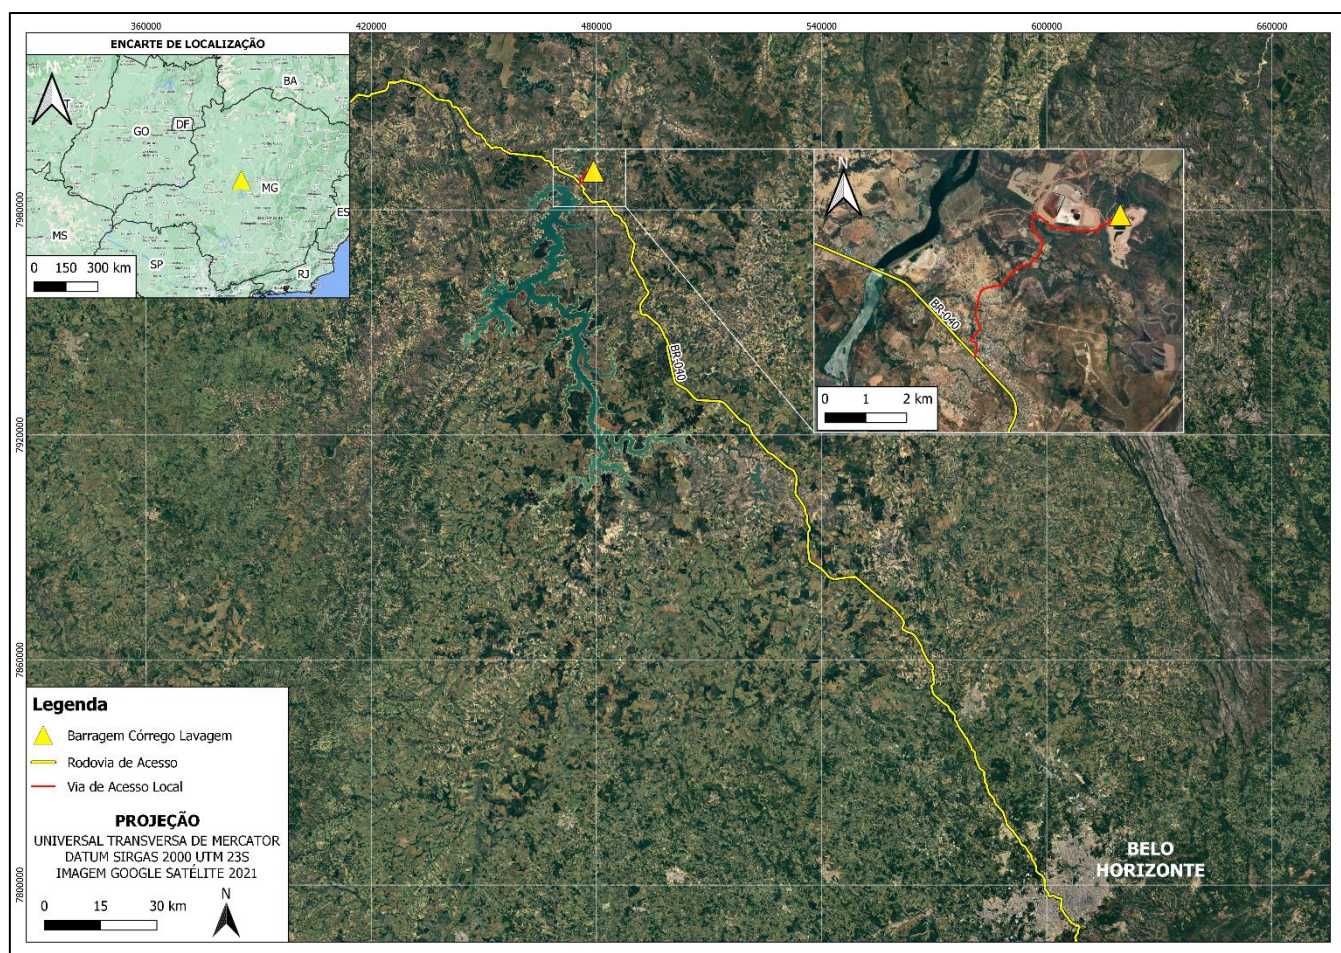 360000
420000
480000
540000
600000
660000
ENCARTE DE LOCALIZAÇÃO
N
BA
GO
DF
MG
ES
MS
SP
RJ
0 150 300 km
7980000
7920000
7860000
7800000
BR-040
N
BR-040
0 1 2 km
Legenda
Barragem Córrego Lavagem
Rodovia de Acesso
Via de Acesso Local
PROJEÇÃO
UNIVERSAL TRANSVERSA DE MERCATOR
DATUM SIRGAS 2000 UTM 23S
IMAGEM GOOGLE SATÉLITE 2021
0 15 30 km
N
BELO
HORIZONTE